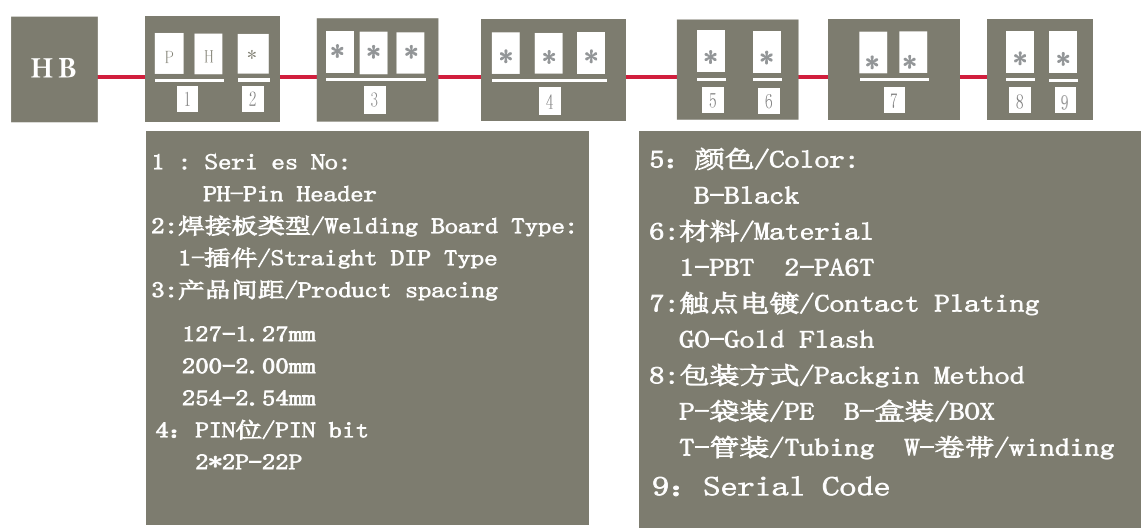 HB P H * * * * * * * * * * * * *
1 2 3 4 5 6 7 8 9
1 : Seri es No:
PH-Pin Header
2:焊接板类型/Welding Board Type:
1-插件/Straight DIP Type
3:产品间距/Product spacing
127-1.27mm
200-2.00mm
254-2.54mm
4: PIN位/PIN bit
2*2P-22P
5: 颜色/Color:
B-Black
6:材料/Material
1-PBT 2-PA6T
7:触点电镀/Contact Plating
GO-Gold Flash
8:包装方式/Packgin Method
P-袋装/PE B-盒装/BOX
T-管装/Tubing W-卷带/winding
9: Serial Code